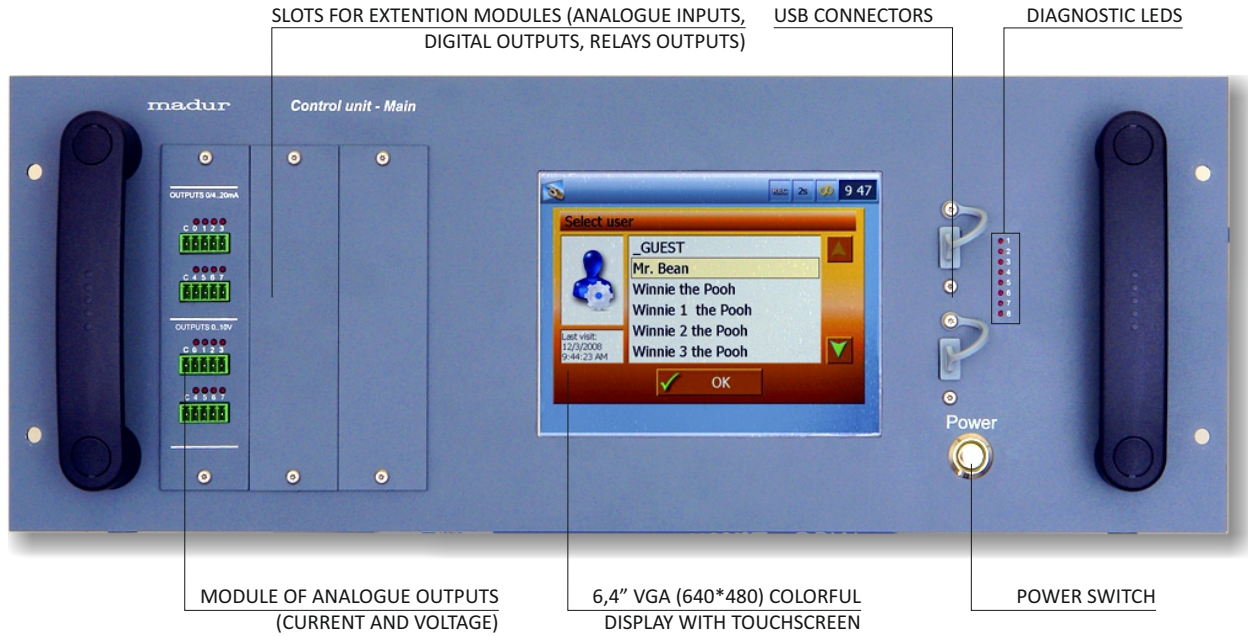 SLOTS FOR EXTENTION MODULES (ANALOGUE INPUTS,
DIGITAL OUTPUTS, RELAYS OUTPUTS)
USB CONNECTORS
DIAGNOSTIC LEDS
madur
Control unit - Main
OUTPUTS 0/4..20mA
C 0 1 2 3
C 4 5 6 7
OUTPUTS 0..10V
C 0 1 2 3
C 4 5 6 7
2s
9 47
Select user
_GUEST
Mr. Bean
Winnie the Pooh
Winnie 1 the Pooh
Winnie 2 the Pooh
Winnie 3 the Pooh
Last visit:
12/3/2008
9:44:23 AM
OK
1
2
3
4
5
6
7
8
Power
MODULE OF ANALOGUE OUTPUTS
(CURRENT AND VOLTAGE)
6,4” VGA (640*480) COLORFUL
DISPLAY WITH TOUCHSCREEN
POWER SWITCH